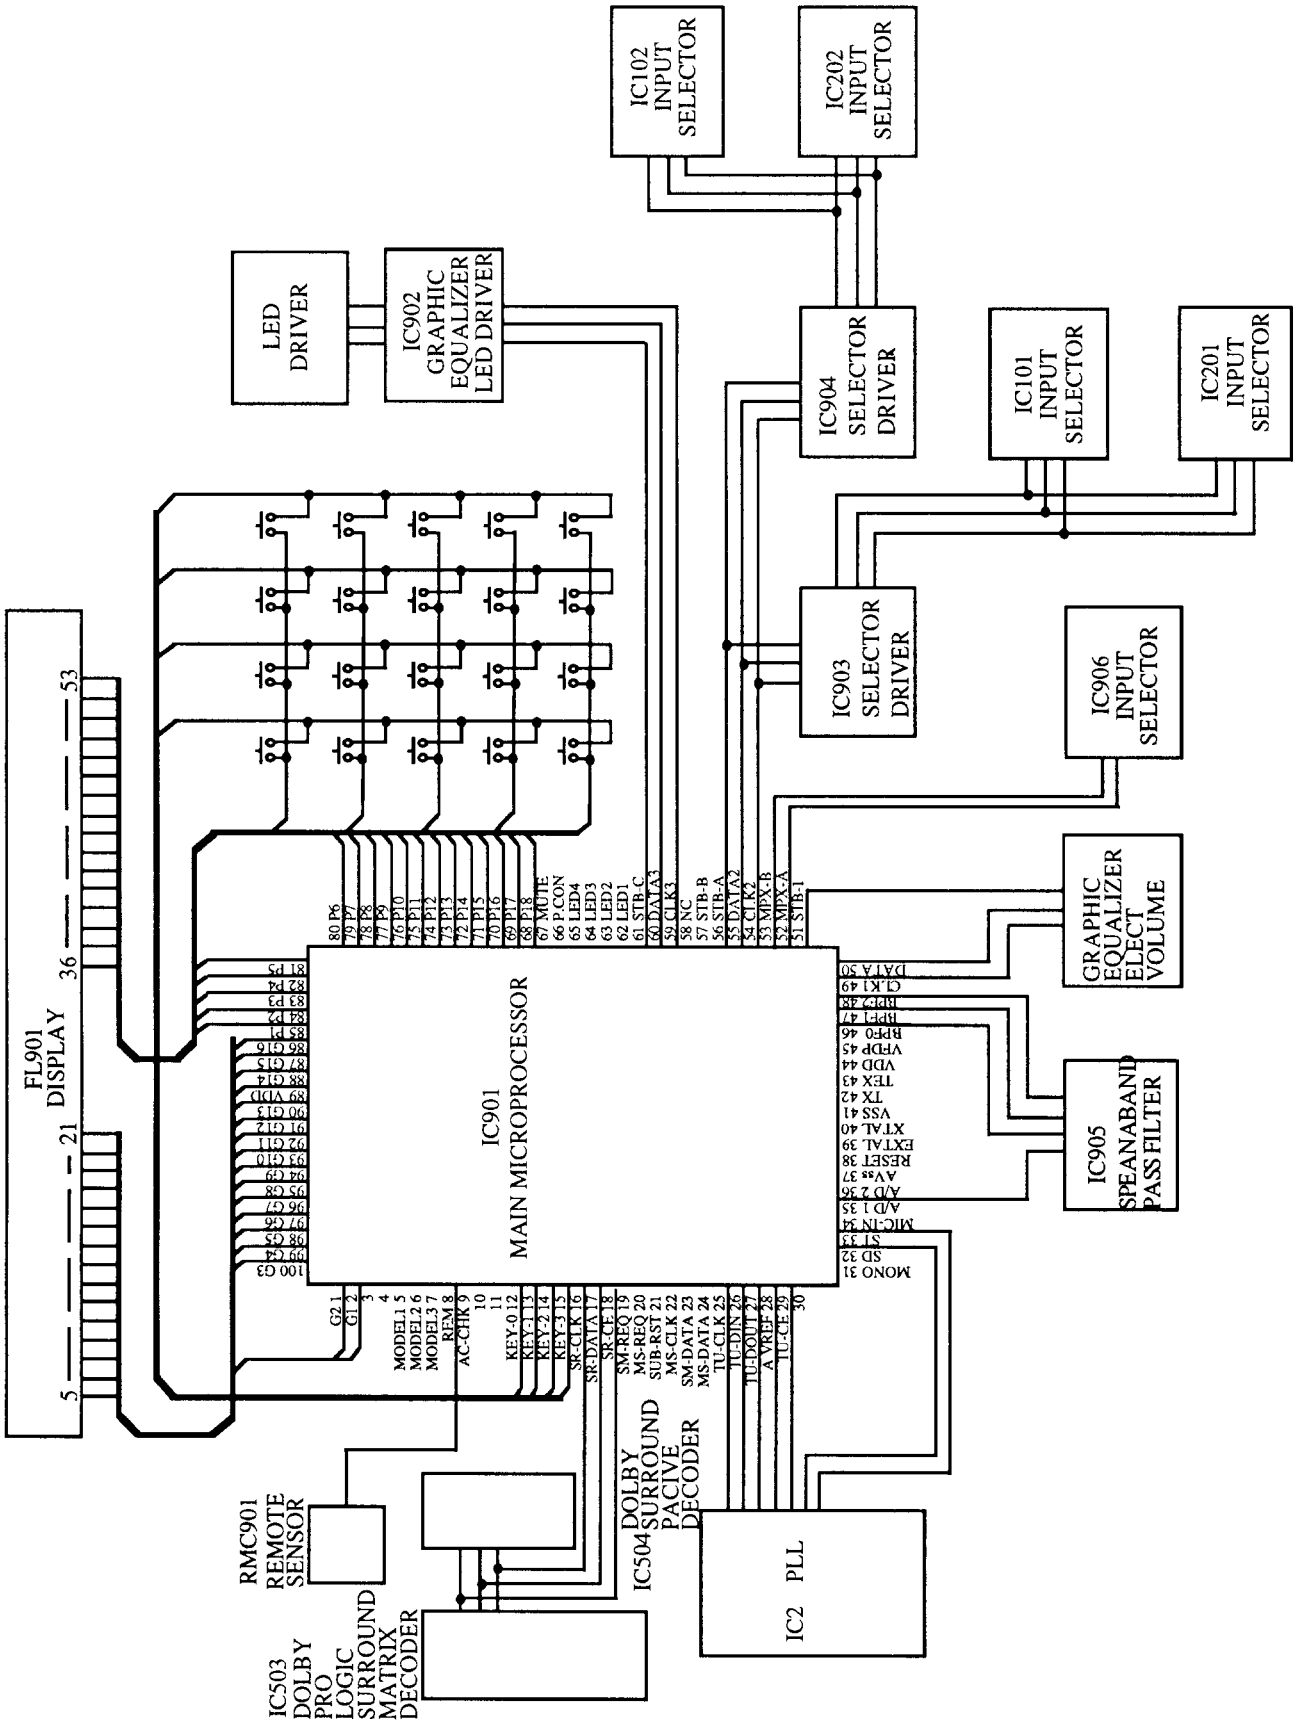 FL901
DISPLAY
5
21
36
53
LED
DRIVER
IC902
GRAPHIC
EQUALIZER
LED DRIVER
IC102
INPUT
SELECTOR
IC202
INPUT
SELECTOR
IC904
SELECTOR
DRIVER
IC101
INPUT
SELECTOR
IC201
INPUT
SELECTOR
IC903
SELECTOR
DRIVER
IC906
INPUT
SELECTOR
GRAPHIC
EQUALIZER
ELECT
VOLUME
IC905
SPEANABAND
PASS FILTER
IC901
MAIN MICROPROCESSOR
RMC901
REMOTE
SENSOR
IC503
DOLBY
PRO
LOGIC
SURROUND
MATRIX
DECODER
IC504
DOLBY
SURROUND
PACIVE
DECODER
IC2 PLL
80 P6
79 P7
78 P8
77 P9
76 P10
75 P11
74 P12
73 P13
72 P14
71 P15
70 P16
69 P17
68 P18
67 MUTE
66 P.CON
65 LED4
64 LED3
63 LED2
62 LED1
61 STB-C
60 DATA3
59 CLK3
58 NC
57 STB-B
56 STB-A
55 DATA2
54 CLK2
53 MPX-B
52 MPX-A
51 STB-1
81 P5
82 P4
83 P3
84 P2
85 P1
86 G16
87 G15
88 G14
89 VDD
90 G13
91 G12
92 G11
93 G10
94 G9
95 G8
96 G7
97 G6
98 G5
99 G4
100 G3
G2 1
G1 2
3
4
MODEL1 5
MODEL2 6
MODEL3 7
REM 8
AC-CHK 9
10
11
KEY-0 12
KEY-1 13
KEY-2 14
KEY-3 15
SR-CLK 16
SR-DATA 17
SR-CE 18
SM-REQ 19
MS-REQ 20
SUB-RST 21
MS-CLK 22
SM-DATA 23
MS-DATA 24
TU-CLK 25
TU-DIN 26
TU-DOUT 27
A VREF 28
TU-CE 29
30
DATA 50
CLK1 49
BPF2 48
BPF1 47
BPF0 46
VFDP 45
VDD 44
TEX 43
TX 42
VSS 41
XTAL 40
EXTAL 39
RESET 38
AVss 37
A/D 2 36
A/D 1 35
MIC-IN 34
ST 33
SD 32
MONO 31